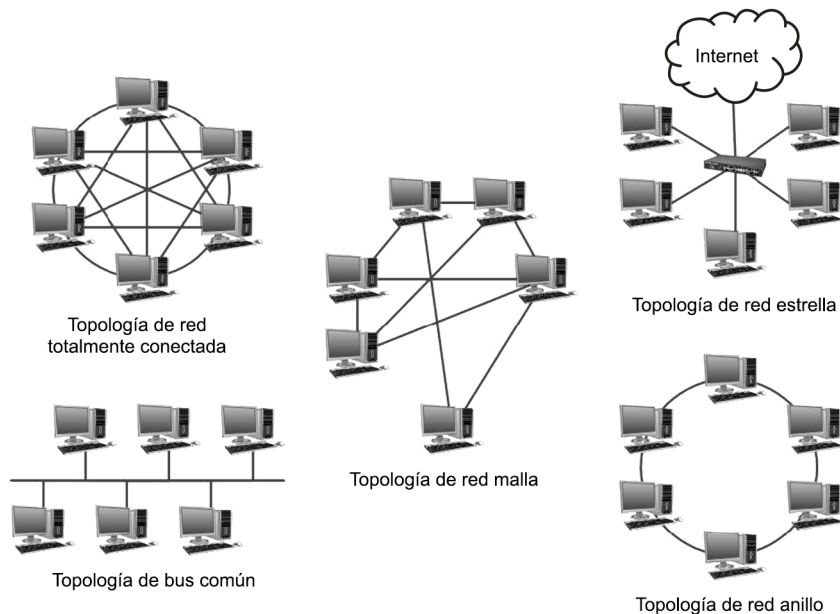 Internet
Topología de red
totalmente conectada
Topología de red malla
Topología de red estrella
Topología de bus común
Topología de red anillo